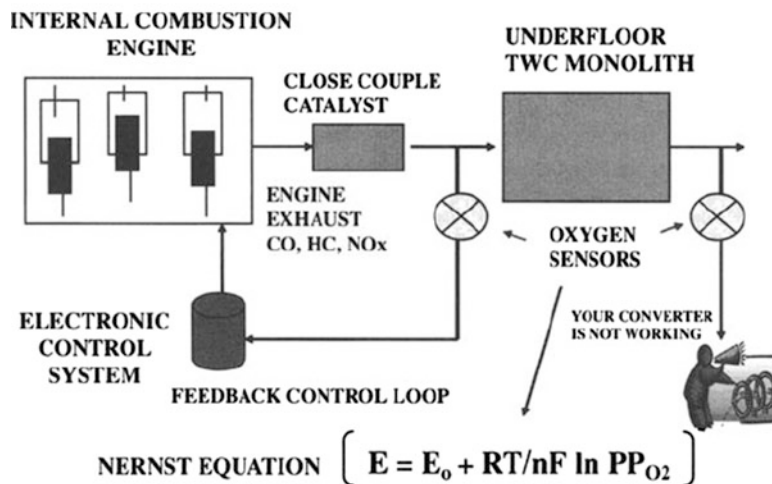 INTERNAL COMBUSTION
ENGINE
UNDERFLOOR
TWC MONOLITH
CLOSE COUPLE
CATALYST
ENGINE
EXHAUST
CO, HC, NOx
OXYGEN
SENSORS
YOUR CONVERTER
IS NOT WORKING
ELECTRONIC
CONTROL
SYSTEM
FEEDBACK CONTROL LOOP
NERNST EQUATION ( E = Eₒ + RT/nF ln PP_O2 )